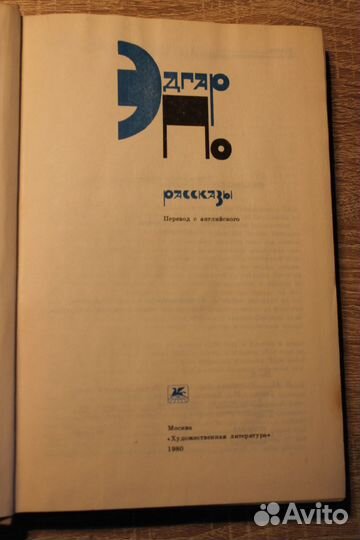 Эдгар
По
рассказы
Перевод с английского
Москва
«Художественная литература»
1980
Avito